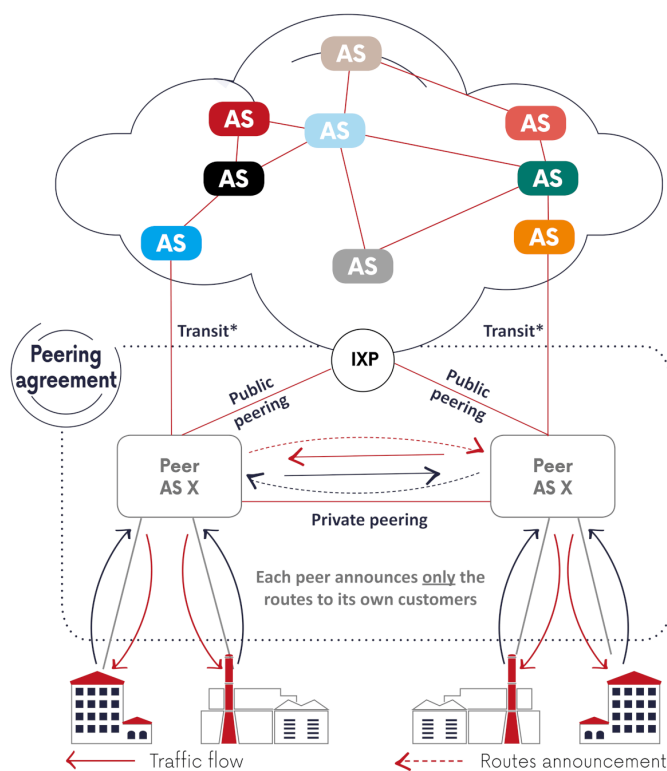 AS
AS
AS
AS
AS
AS
AS
AS
AS
Transit*
Transit*
Peering
agreement
IXP
Public
peering
Public
peering
Peer
AS X
Peer
AS X
Private peering
Each peer announces only the
routes to its own customers
Traffic flow
Routes announcement